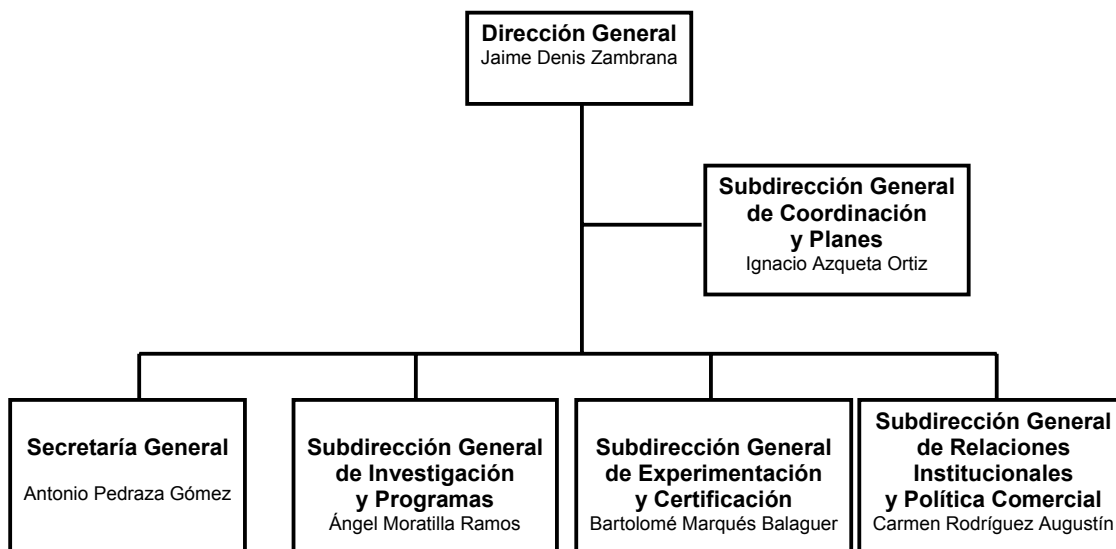 Dirección General
Jaime Denis Zambrana
Subdirección General
de Coordinación
y Planes
Ignacio Azqueta Ortiz
Secretaría General
Antonio Pedraza Gómez
Subdirección General
de Investigación
y Programas
Ángel Moratilla Ramos
Subdirección General
de Experimentación
y Certificación
Bartolomé Marqués Balaguer
Subdirección General
de Relaciones
Institucionales
y Política Comercial
Carmen Rodríguez Augustín